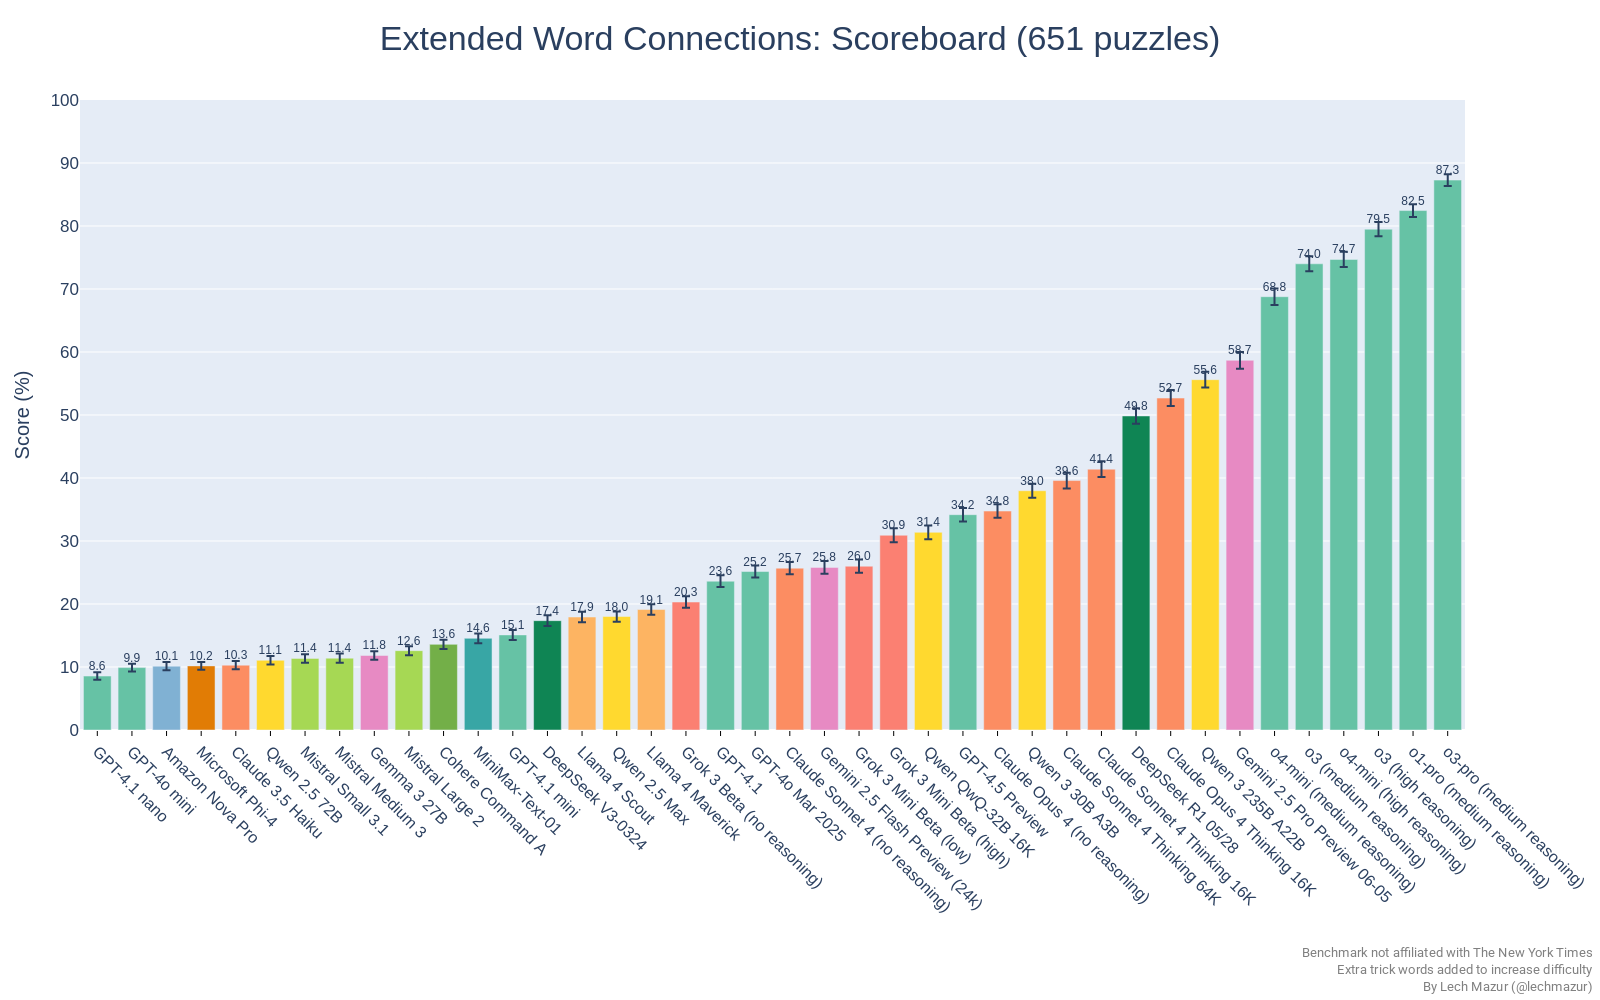 Extended Word Connections: Scoreboard (651 puzzles)
Score (%)
100
90
80
70
60
50
40
30
20
10
0
8.6
9.9
10.1
10.2
10.3
11.1
11.4
11.4
11.8
12.6
13.6
14.6
15.1
17.4
17.9
18.0
19.1
20.3
23.6
25.2
25.7
25.8
26.0
30.9
31.4
34.2
34.8
38.0
39.6
41.4
49.8
52.7
55.6
58.7
68.8
74.0
74.7
79.5
82.5
87.3
GPT-4.1 nano
GPT-4o mini
Amazon Nova Pro
Microsoft Phi-4
Claude 3.5 Haiku
Qwen 2.5 72B
Mistral Small 3.1
Mistral Medium 3
Gemma 3 27B
Mistral Large 2
Cohere Command A
MiniMax-Text-01
GPT-4.1 mini
DeepSeek V3-0324
Llama 4 Scout
Qwen 2.5 Max
Llama 4 Maverick
Grok 3 Beta (no reasoning)
GPT-4.1
GPT-4o Mar 2025
Claude Sonnet 4 (no reasoning)
Gemini 2.5 Flash Preview (24k)
Grok 3 Mini Beta (low)
Grok 3 Mini Beta (high)
Qwen QwQ-32B 16K
GPT-4.5 Preview
Claude Opus 4 (no reasoning)
Qwen 3 30B A3B
Claude Sonnet 4 Thinking 64K
Claude Sonnet 4 Thinking 16K
DeepSeek R1 05/28
Claude Opus 4 Thinking 16K
Qwen 3 235B A22B
Gemini 2.5 Pro Preview 06-05
o4-mini (medium reasoning)
o3 (medium reasoning)
o4-mini (high reasoning)
o3 (high reasoning)
o1-pro (medium reasoning)
o3-pro (medium reasoning)
Benchmark not affiliated with The New York Times
Extra trick words added to increase difficulty
By Lech Mazur (@lechmazur)